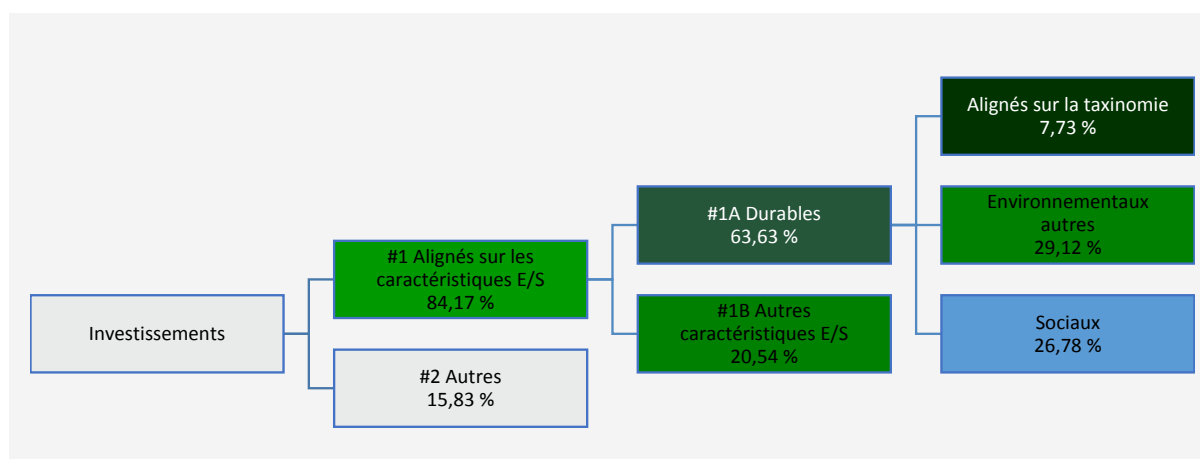 Investissements
#1 Alignés sur les
caractéristiques E/S
84,17 %
#2 Autres
15,83 %
#1A Durables
63,63 %
#1B Autres
caractéristiques E/S
20,54 %
Alignés sur la taxinomie
7,73 %
Environnementaux
autres
29,12 %
Sociaux
26,78 %